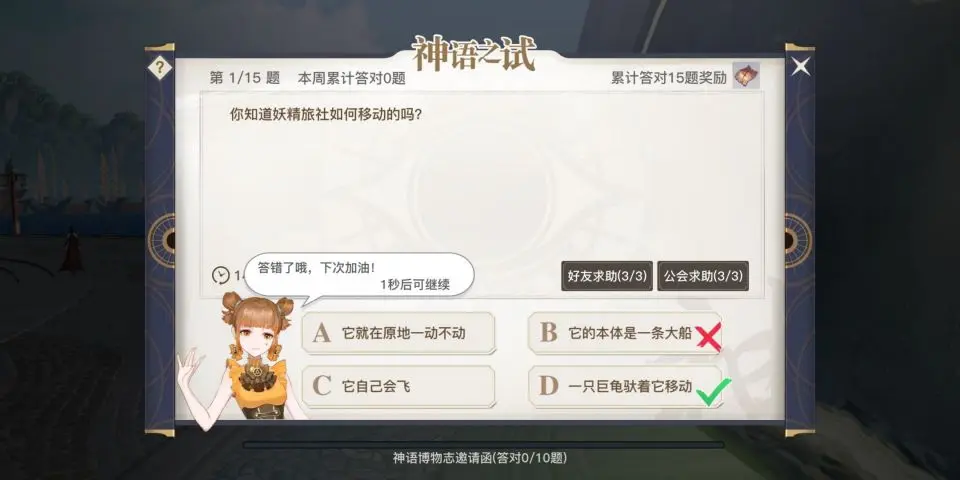 神语之试
?
第 1/15 题 本周累计答对0题 累计答对15题奖励
你知道妖精旅社如何移动的吗?
答错了哦，下次加油!
1秒后可继续
好友求助(3/3) 公会求助(3/3)
A 它就在原地一动不动
B 它的本体是一条大船
C 它自己会飞
D 一只巨龟驮着它移动
神语博物志邀请函(答对0/10题)